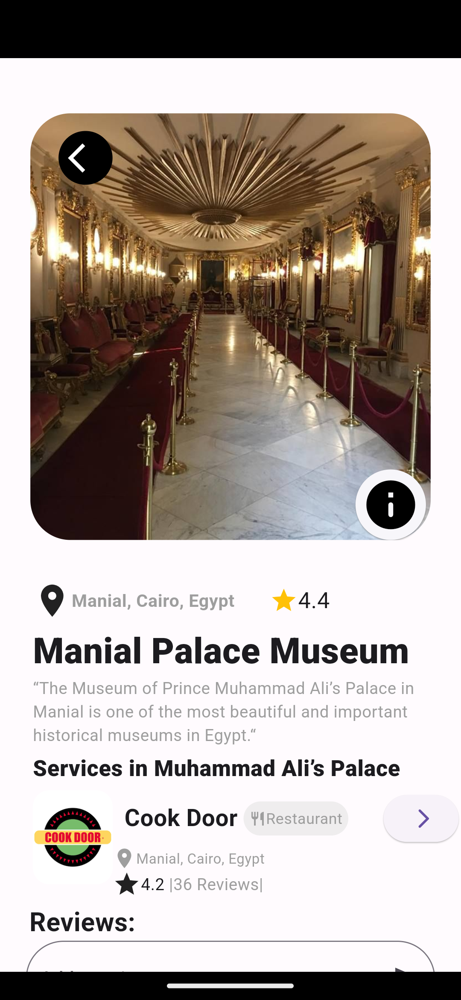 Manial, Cairo, Egypt
4.4
Manial Palace Museum
“The Museum of Prince Muhammad Ali’s Palace in
Manial is one of the most beautiful and important
historical museums in Egypt.“
Services in Muhammad Ali’s Palace
COOK DOOR
Cook Door
Restaurant
Manial, Cairo, Egypt
4.2 |36 Reviews|
Reviews: